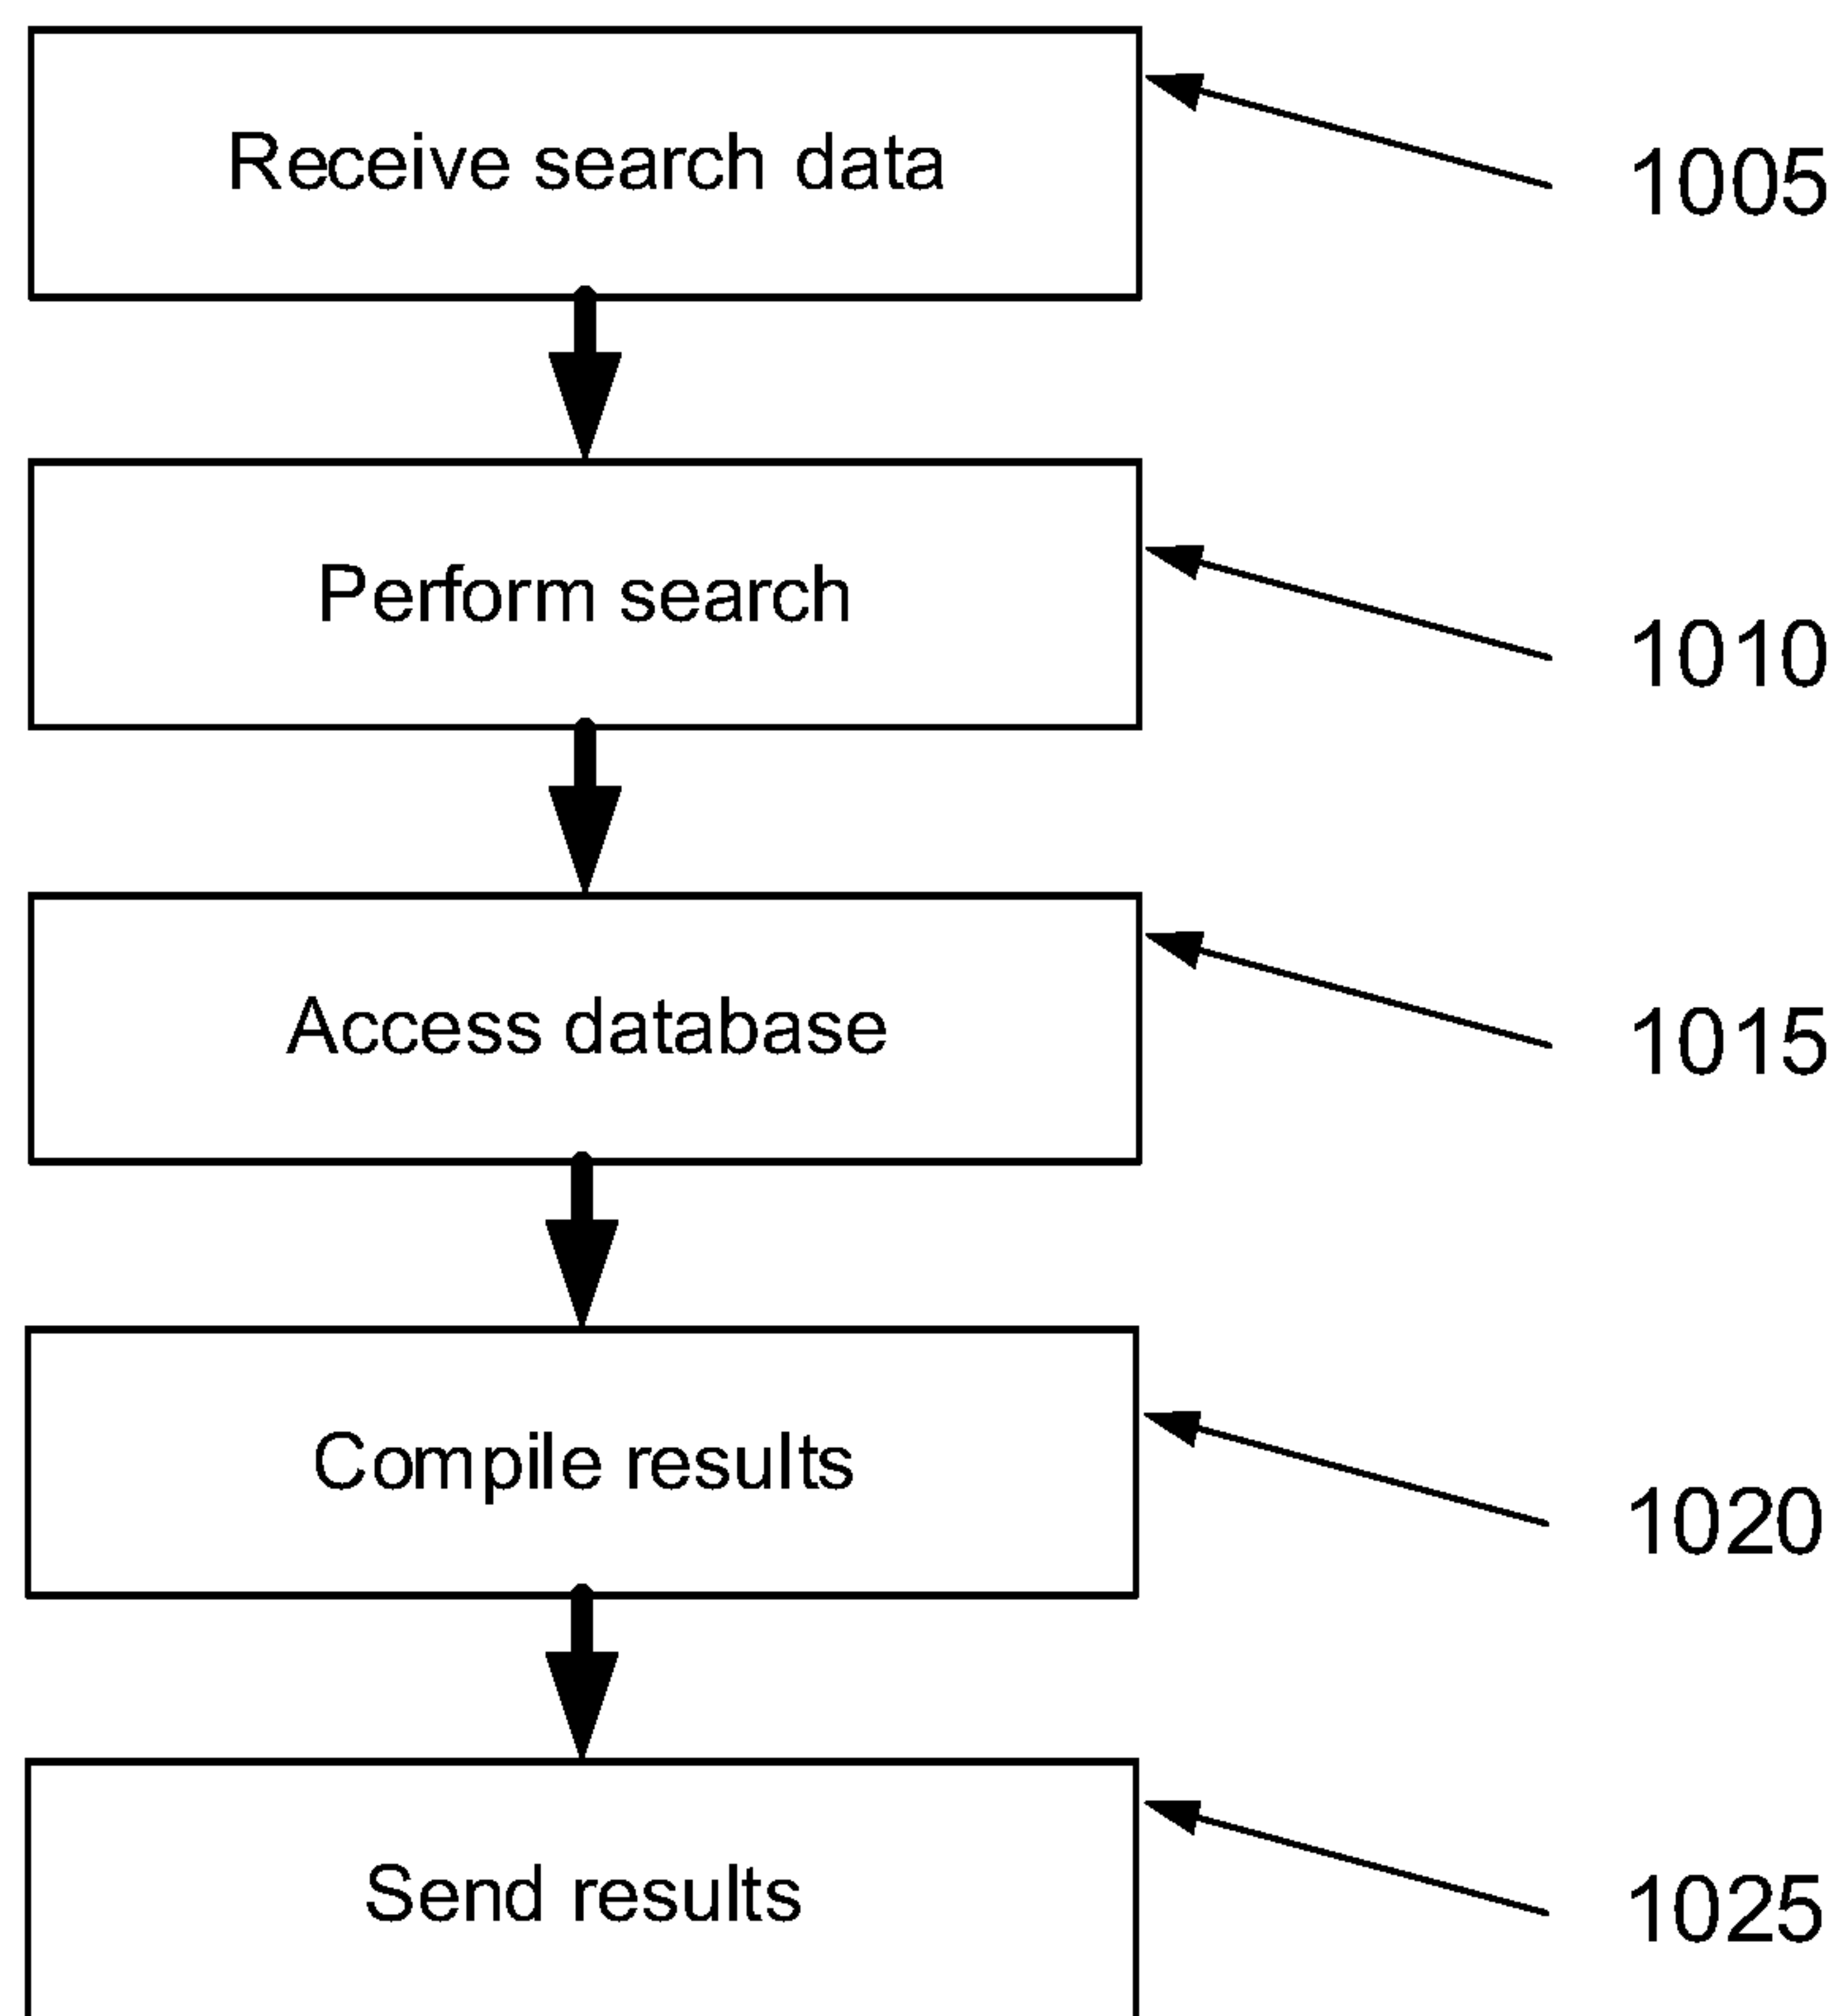 Receive search data
1005
Perform search
1010
Access database
1015
Compile results
1020
Send results
1025